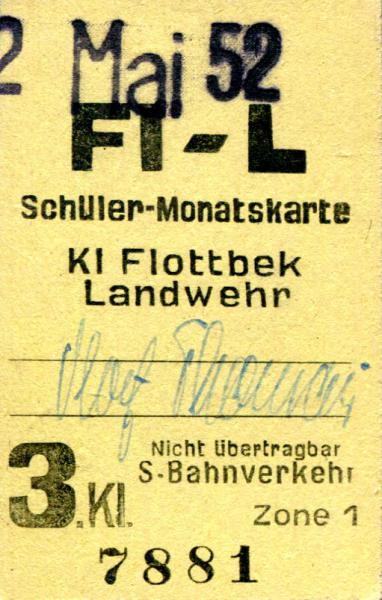 2 Mai 52
Fl-L
Schüler-Monatskarte
Kl Flottbek
Landwehr
3.Kl.
Nicht übertragbar
S-Bahnverkehr
Zone 1
7881